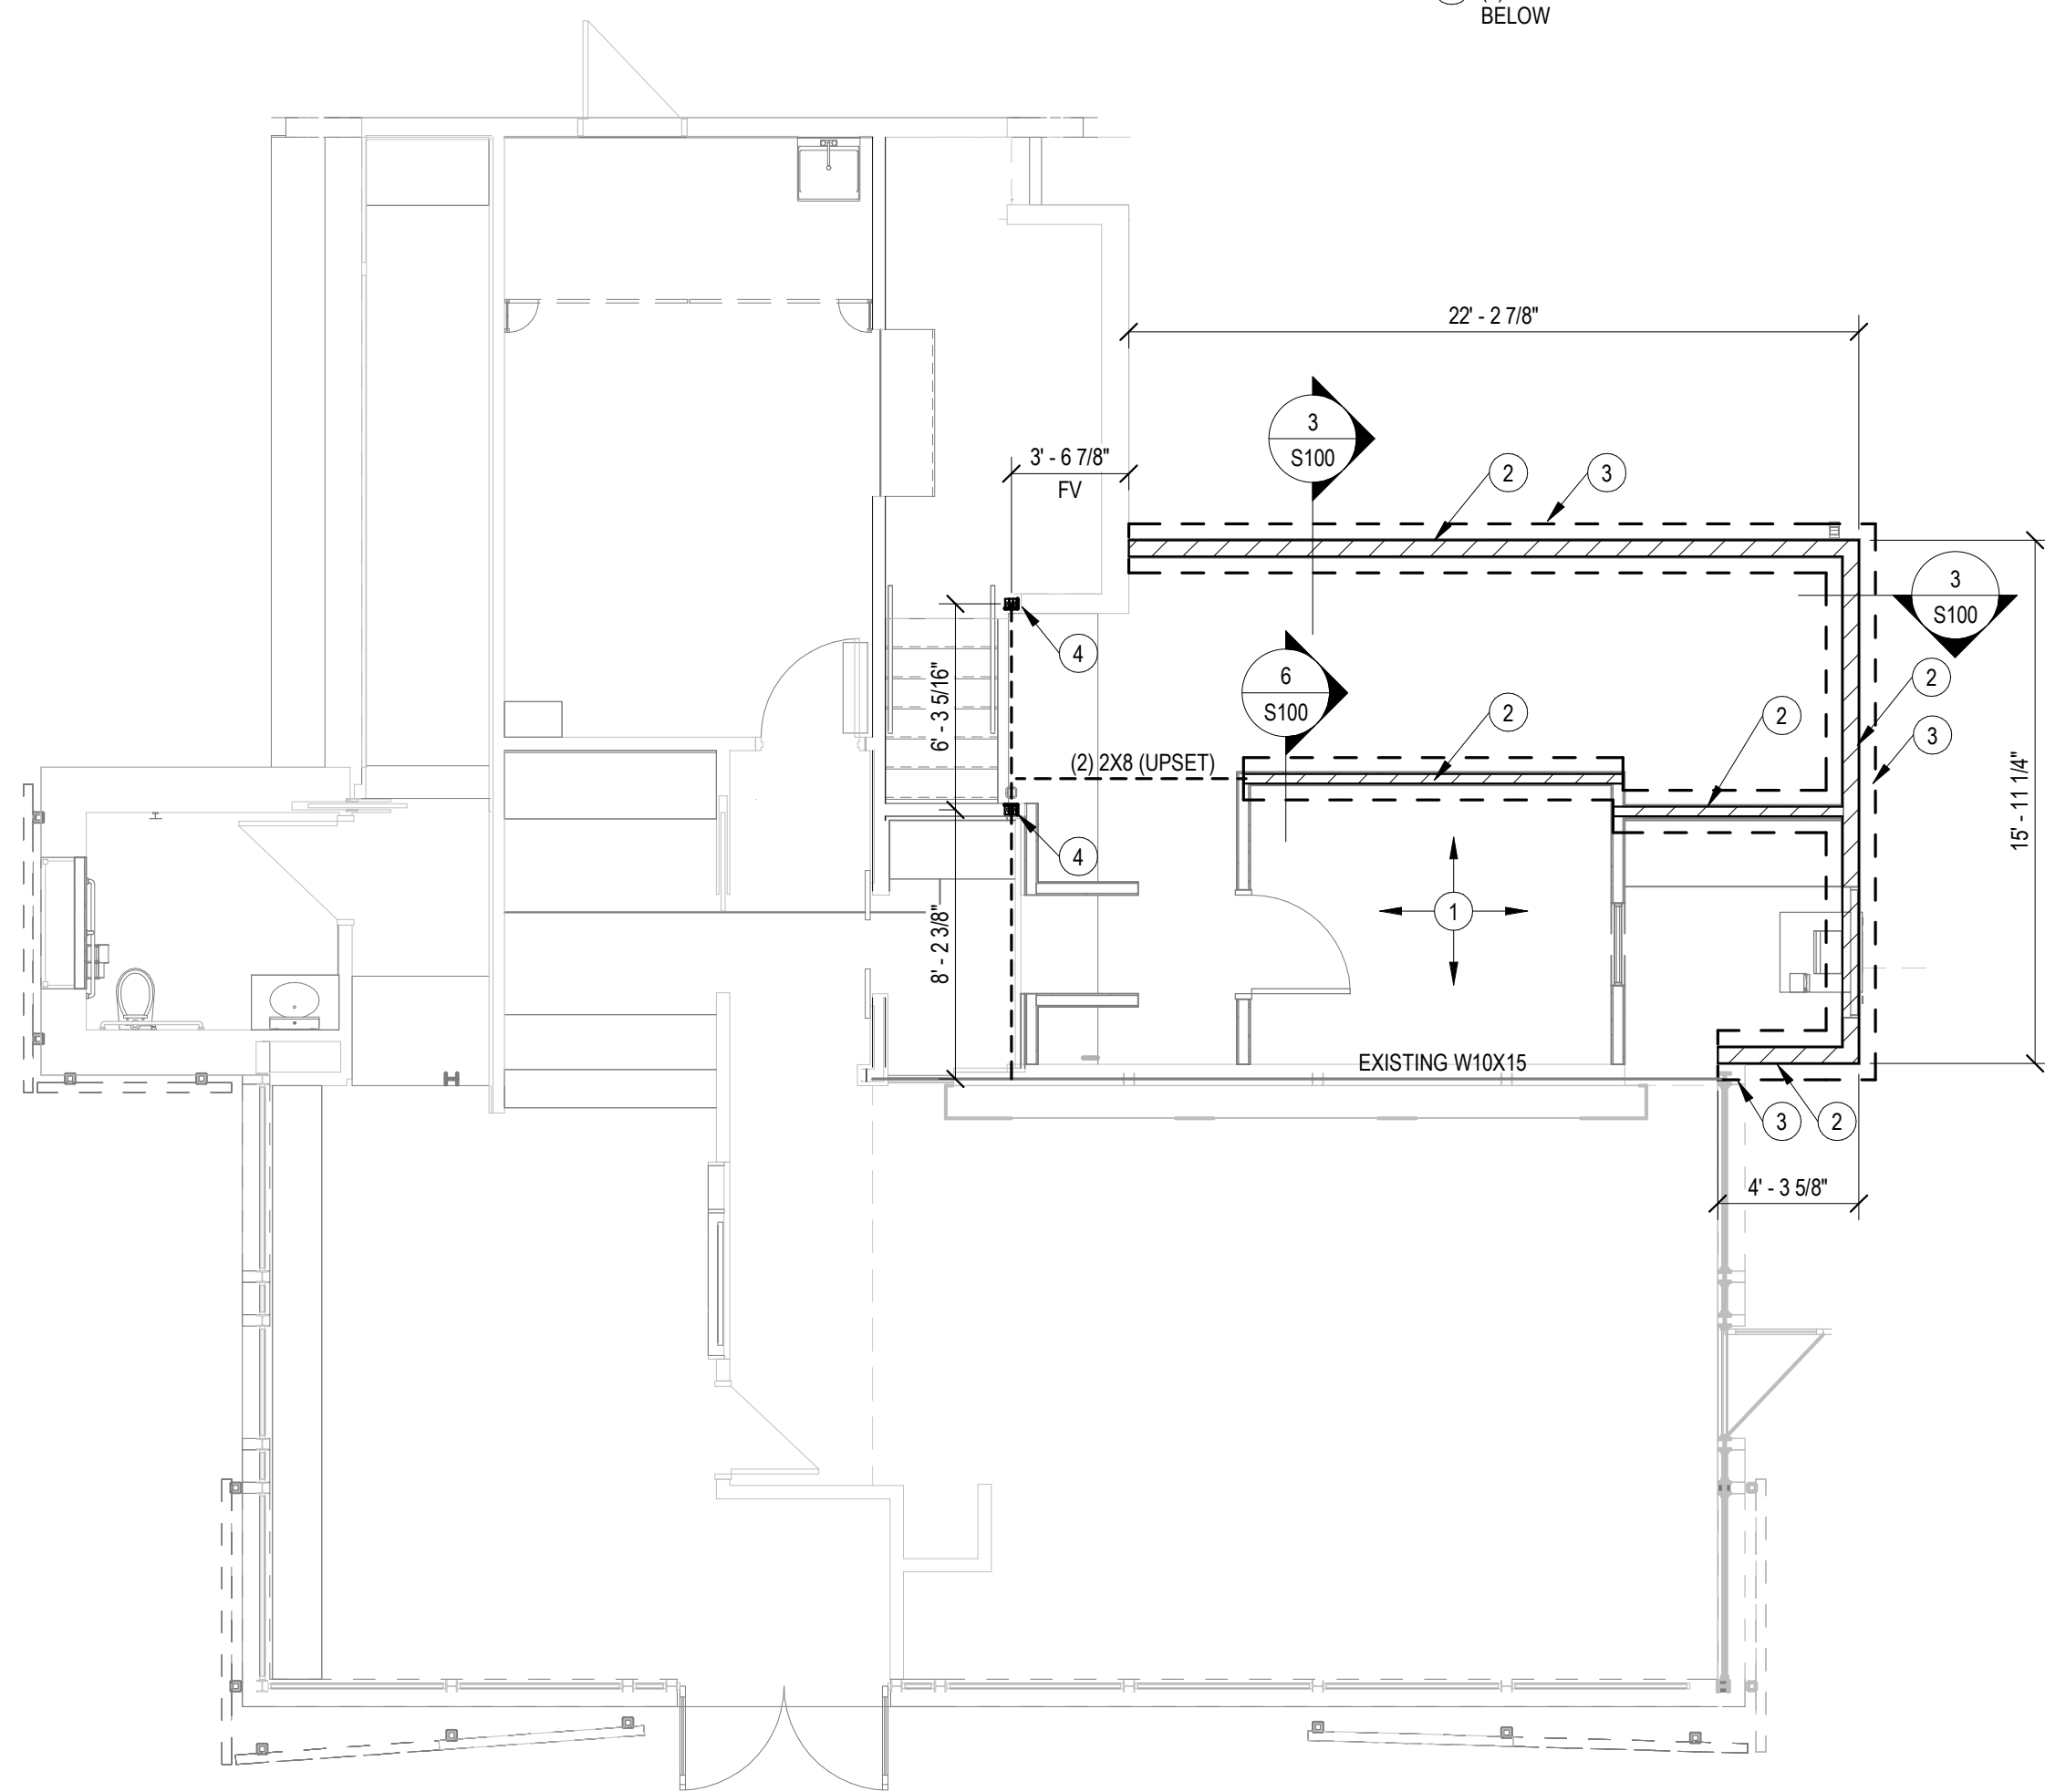 BELOW
22' - 2 7/8"
3
S100
3' - 6 7/8"
FV
2
3
3
S100
4
6' - 3 5/16"
6
S100
2
2
2
3
(2) 2X8 (UPSET)
15' - 11 1/4"
4
8' - 2 3/8"
1
EXISTING W10X15
3
2
4' - 3 5/8"